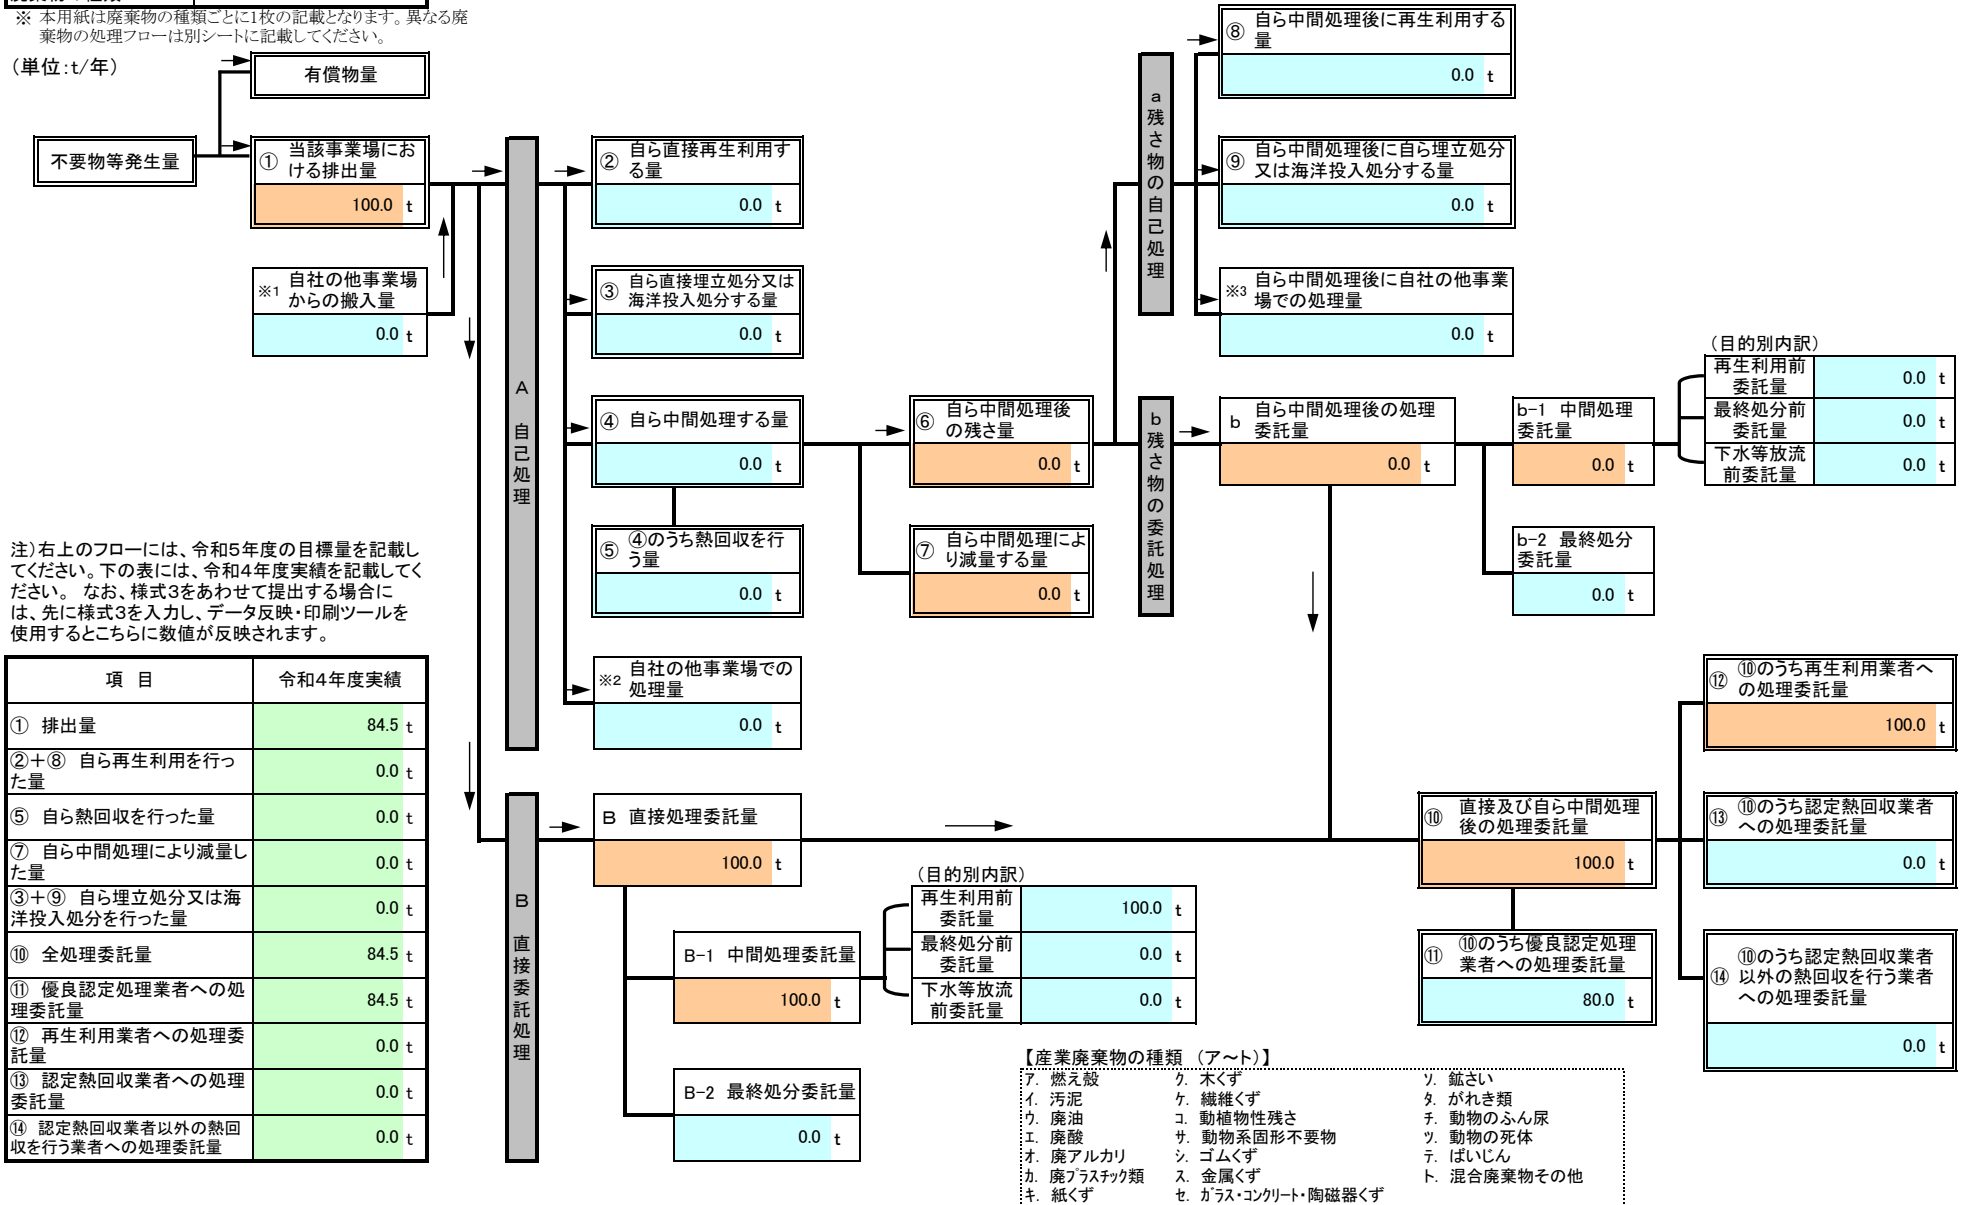 ※ 本用紙は廃棄物の種類ごとに1枚の記載となります。異なる廃
棄物の処理フローは別シートに記載してください。
（単位:t/年）
有償物量
不要物等発生量
① 当該事業場にお
ける排出量
100.0 t
※1 自社の他事業場
からの搬入量
0.0 t
A 自己処理
② 自ら直接再生利用す
る量
0.0 t
③ 自ら直接埋立処分又は
海洋投入処分する量
0.0 t
④ 自ら中間処理する量
0.0 t
⑤ ④のうち熱回収を行
う量
0.0 t
※2 自社の他事業場での
処理量
0.0 t
⑥ 自ら中間処理後
の残さ量
0.0 t
⑦ 自ら中間処理によ
り減量する量
0.0 t
a 残さ物の自己処理
⑧ 自ら中間処理後に再生利用する
量
0.0 t
⑨ 自ら中間処理後に自ら埋立処分
又は海洋投入処分する量
0.0 t
※3 自ら中間処理後に自社の他事業
場での処理量
0.0 t
b 残さ物の委託処理
b 自ら中間処理後の処理
委託量
0.0 t
b-1 中間処理
委託量
0.0 t
b-2 最終処分
委託量
0.0 t
（目的別内訳）
再生利用前
委託量
0.0 t
最終処分前
委託量
0.0 t
下水等放流
前委託量
0.0 t
注）右上のフローには、令和5年度の目標量を記載し
てください。下の表には、令和4年度実績を記載してく
ださい。 なお、様式3をあわせて提出する場合に
は、先に様式3を入力し、データ反映・印刷ツールを
使用するとこちらに数値が反映されます。
項 目 令和4年度実績
① 排出量 84.5 t
②＋⑧ 自ら再生利用を行っ
た量 0.0 t
⑤ 自ら熱回収を行った量 0.0 t
⑦ 自ら中間処理により減量し
た量 0.0 t
③＋⑨ 自ら埋立処分又は海
洋投入処分を行った量 0.0 t
⑩ 全処理委託量 84.5 t
⑪ 優良認定処理業者への処
理委託量 84.5 t
⑫ 再生利用業者への処理委
託量 0.0 t
⑬ 認定熱回収業者への処理
委託量 0.0 t
⑭ 認定熱回収業者以外の熱回
収を行う業者への処理委託量 0.0 t
B 直接委託処理
B 直接処理委託量
100.0 t
B-1 中間処理委託量
100.0 t
B-2 最終処分委託量
0.0 t
（目的別内訳）
再生利用前
委託量
100.0 t
最終処分前
委託量
0.0 t
下水等放流
前委託量
0.0 t
⑩ 直接及び自ら中間処理
後の処理委託量
100.0 t
⑪ ⑩のうち優良認定処理
業者への処理委託量
80.0 t
⑫ ⑩のうち再生利用業者へ
の処理委託量
100.0 t
⑬ ⑩のうち認定熱回収業者
への処理委託量
0.0 t
⑭ ⑩のうち認定熱回収業者
以外の熱回収を行う業者
への処理委託量
0.0 t
【産業廃棄物の種類 （ア～ト）】
ア. 燃え殻
イ. 汚泥
ウ. 廃油
エ. 廃酸
オ. 廃アルカリ
カ. 廃プラスチック類
キ. 紙くず
ク. 木くず
ケ. 繊維くず
コ. 動植物性残さ
サ. 動物系固形不要物
シ. ゴムくず
ス. 金属くず
セ. ガラス・コンクリート・陶磁器くず
ソ. 鉱さい
タ. がれき類
チ. 動物のふん尿
ツ. 動物の死体
テ. ばいじん
ト. 混合廃棄物その他